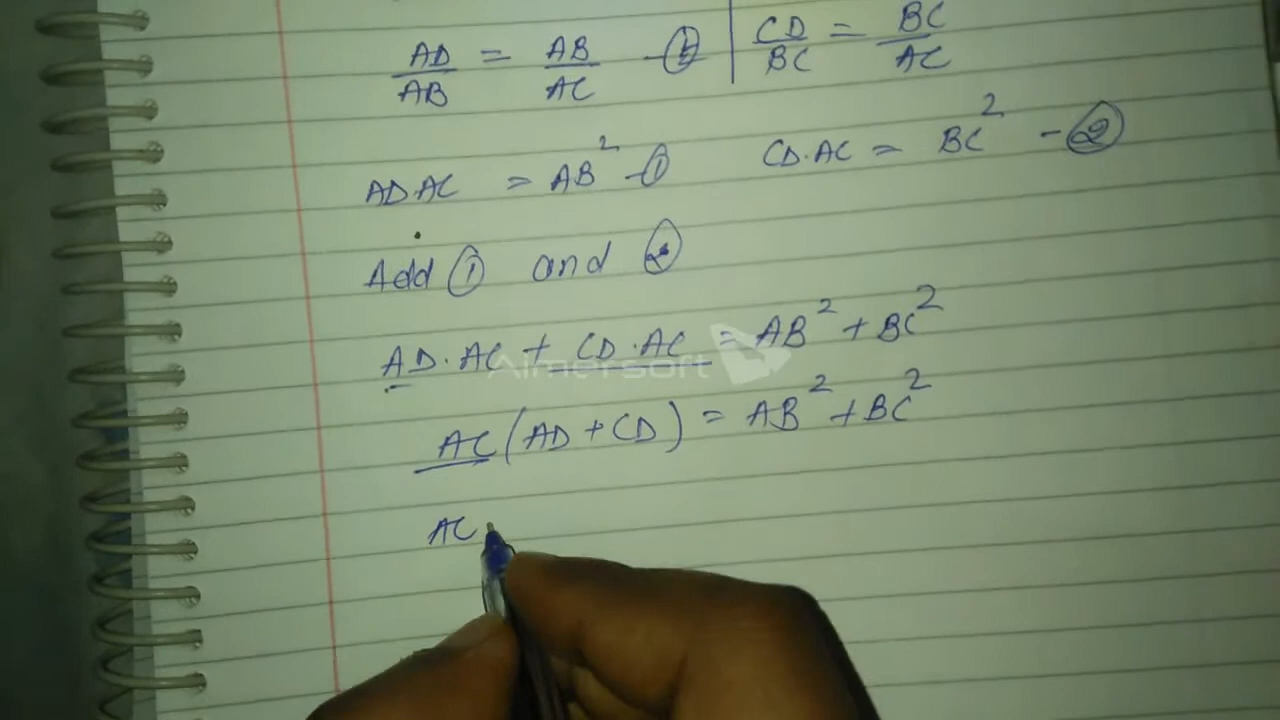 AD/AB = AB/AC - ① | CD/BC = BC/AC
AD AC = AB² - ① CD.AC = BC² - ②
Add ① and ②
AD.AC + CD.AC = AB² + BC²
Aimersoft
AC (AD + CD) = AB² + BC²
AC